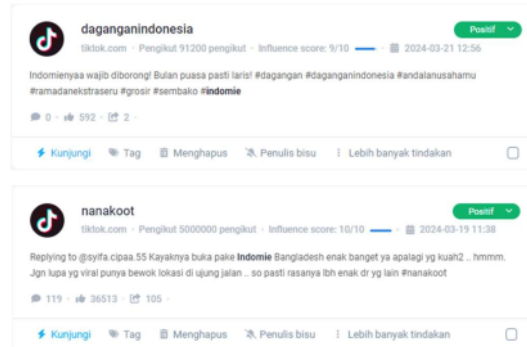 dagangANindonesia
tiktok.com · Pengikut 91200 pengikut · Influence score: 9/10 · 2024-03-21 12:56
Positif
Indomienyaa wajib diborong! Bulan puasa pasti laris! #dagangan #daganganindonesia #andalanusahamu
#ramadanekstraseru #grosir #sembako #indomie
0 · 592 · 2 ·
Kunjungi Tag Menghapus Penulis bisu Lebih banyak tindakan
nanakoot
tiktok.com · Pengikut 5000000 pengikut · Influence score: 10/10 · 2024-03-19 11:38
Positif
Replying to @syifa.cipaa.55 Kayaknya buka pake Indomie Bangladesh enak banget ya apalagi yg kuah2 .. hmmm.
Jgn lupa yg viral punya bewok lokasi di ujung jalan .. so pasti rasanya lbh enak dr yg lain #nanakoot
119 · 36513 · 105 ·
Kunjungi Tag Menghapus Penulis bisu Lebih banyak tindakan